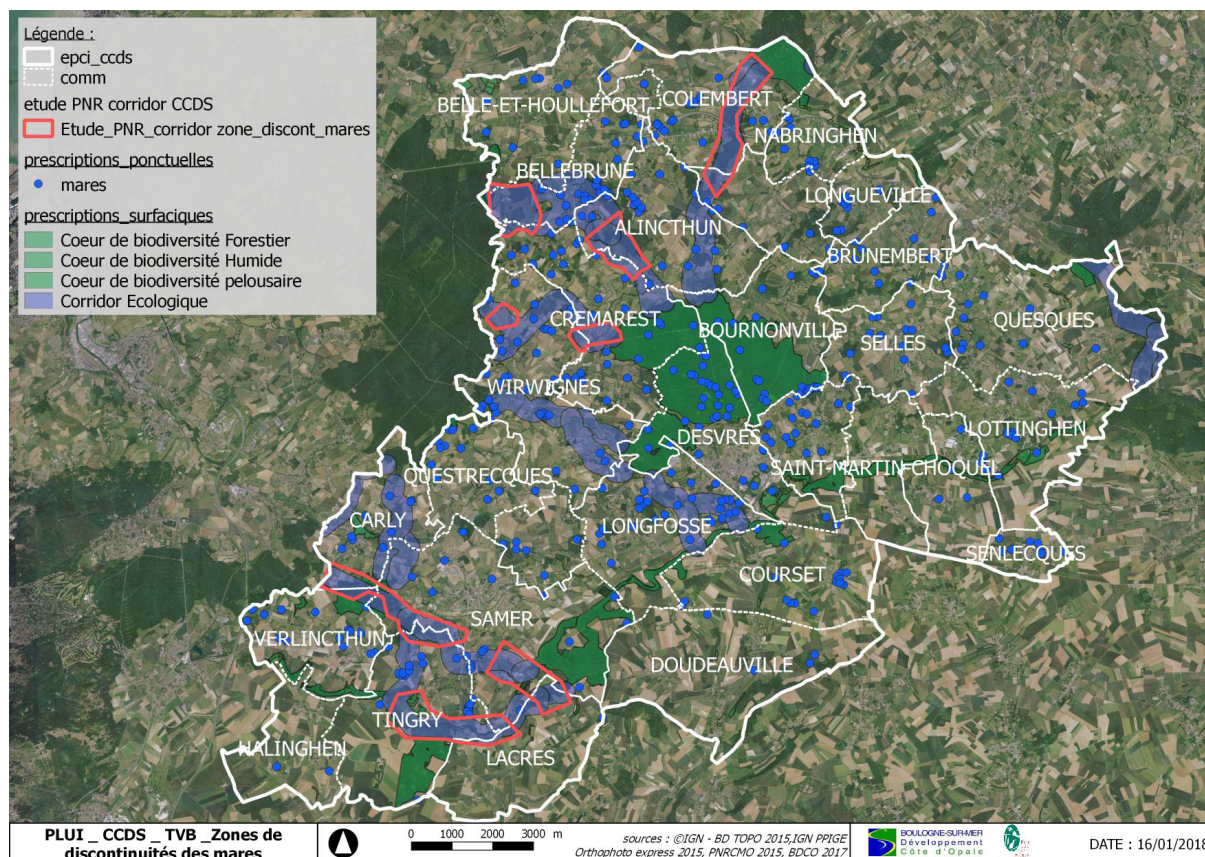 Légende :
epci_ccds
comm
etude PNR corridor CCDS
Etude_PNR_corridor zone_discont_mares
prescriptions_ponctuelles
mares
prescriptions_surfaciques
Coeur de biodiversité Forestier
Coeur de biodiversité Humide
Coeur de biodiversité pelousaire
Corridor Ecologique
BELLE-ET-HOULLEFORT
COLEMBERT
NABRINGHEN
BELLEBRUNE
LONGUEVILLE
ALINCTHUN
BRUNEMBERT
CREMAREST
BOURNONVILLE
QUESQUES
SELLES
WIRWIGNES
DESVRES
LOTTINGHEN
SAINT-MARTIN-CHOQUEL
QUESTRECQUES
CARLY
LONGFOSSE
SENLECQUES
COURSET
SAMER
VERLINCTHUN
DOUDEAUVILLE
TINGRY
HALINGHEN
LACRES
PLUI _ CCDS _ TVB _Zones de
discontinuités des mares
0 1000 2000 3000 m
sources : ©IGN - BD TOPO 2015,IGN PPIGE
Orthophoto express 2015, PNRCMO 2015, BDCO 2017
BOULOGNE-SUR-MER
Développement
Côte d'Opale
DATE : 16/01/2018